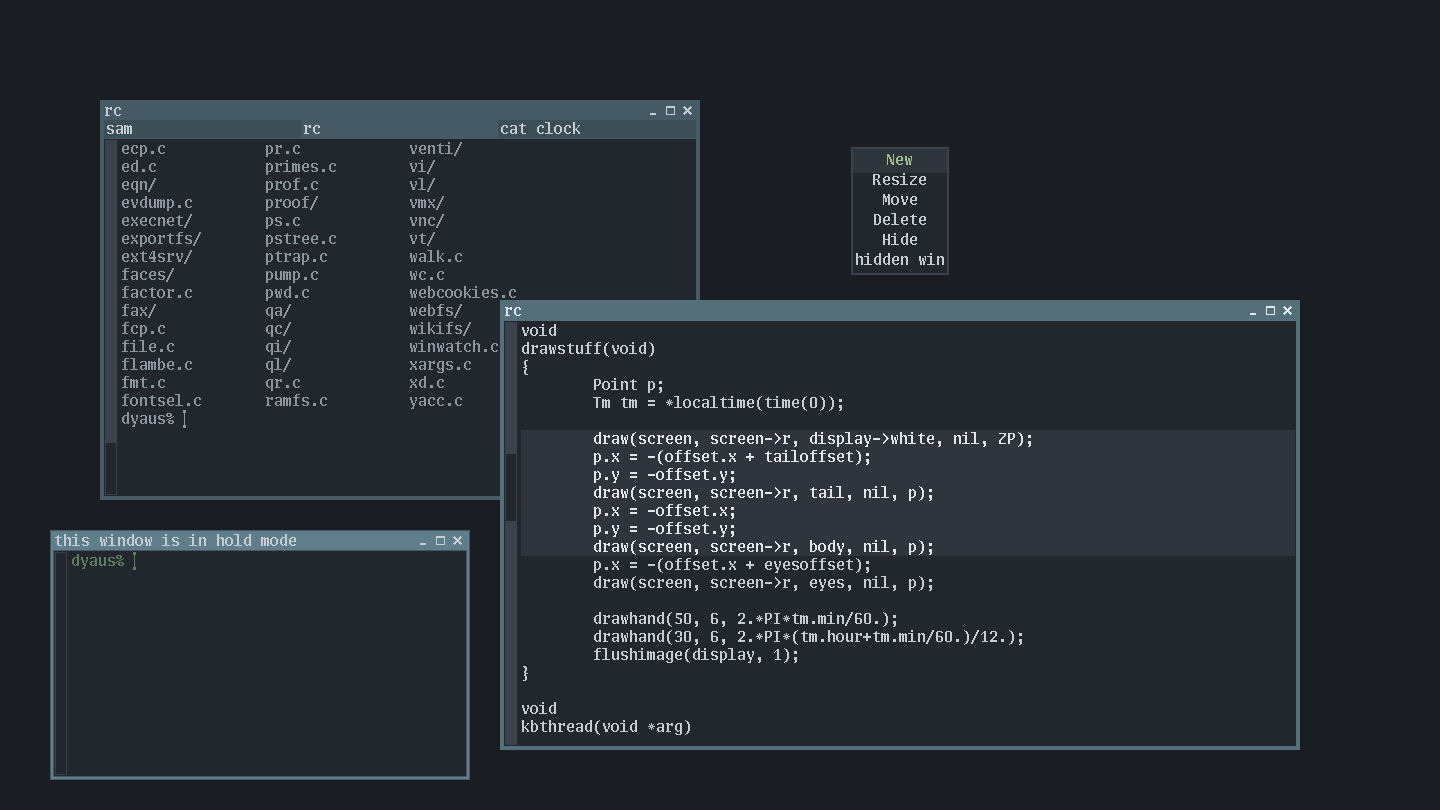 rc
sam rc cat clock
ecp.c pr.c venti/
ed.c primes.c vi/
eqn/ prof.c vl/
evdump.c proof/ vmx/
execnet/ ps.c vnc/
exportfs/ pstree.c vt/
ext4srv/ ptrap.c walk.c
faces/ pump.c wc.c
factor.c pwd.c webcookies.c
fax/ qa/ webfs/
fcp.c qc/ wikifs/
file.c qi/ winwatch.c
flambe.c ql/ xargs.c
fmt.c qr.c xd.c
fontsel.c ramfs.c yacc.c
dyaus%
New
Resize
Move
Delete
Hide
hidden win
rc
void
drawstuff(void)
{
Point p;
Tm tm = *localtime(time(0));
draw(screen, screen->r, display->white, nil, ZP);
p.x = -(offset.x + tailoffset);
p.y = -offset.y;
draw(screen, screen->r, tail, nil, p);
p.x = -offset.x;
p.y = -offset.y;
draw(screen, screen->r, body, nil, p);
p.x = -(offset.x + eyesoffset);
draw(screen, screen->r, eyes, nil, p);
drawhand(50, 6, 2.*PI*tm.min/60.);
drawhand(30, 6, 2.*PI*(tm.hour+tm.min/60.)/12.);
flushimage(display, 1);
}
void
kbthread(void *arg)
this window is in hold mode
dyaus%